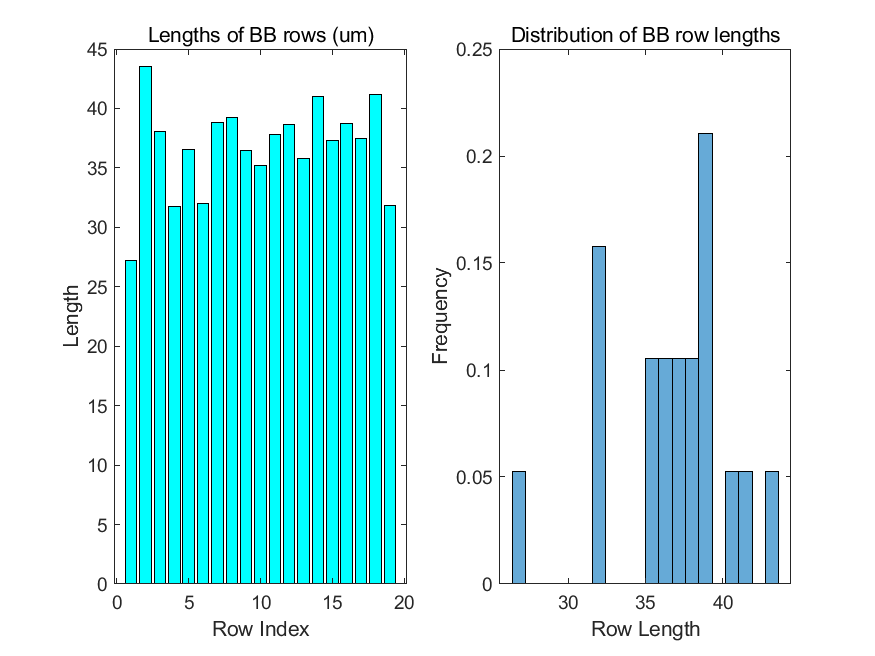 Lengths of BB rows (um)
45
40
35
30
25
20
15
10
5
0
Length
0 5 10 15 20
Row Index
Distribution of BB row lengths
0.25
0.2
0.15
0.1
0.05
0
Frequency
30 35 40
Row Length